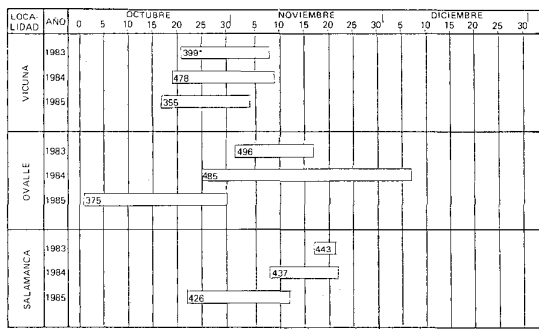 LOCA-
LIDAD AÑO OCTUBRE NOVIEMBRE DICIEMBRE
0 5 10 15 20 25 30 5 10 15 20 25 30 5 10 15 20 25 30
VICUNA
1983 399*
1984 478
1985 355
OVALLE
1983 496
1984 485
1985 375
SALAMANCA
1983 443
1984 437
1985 426